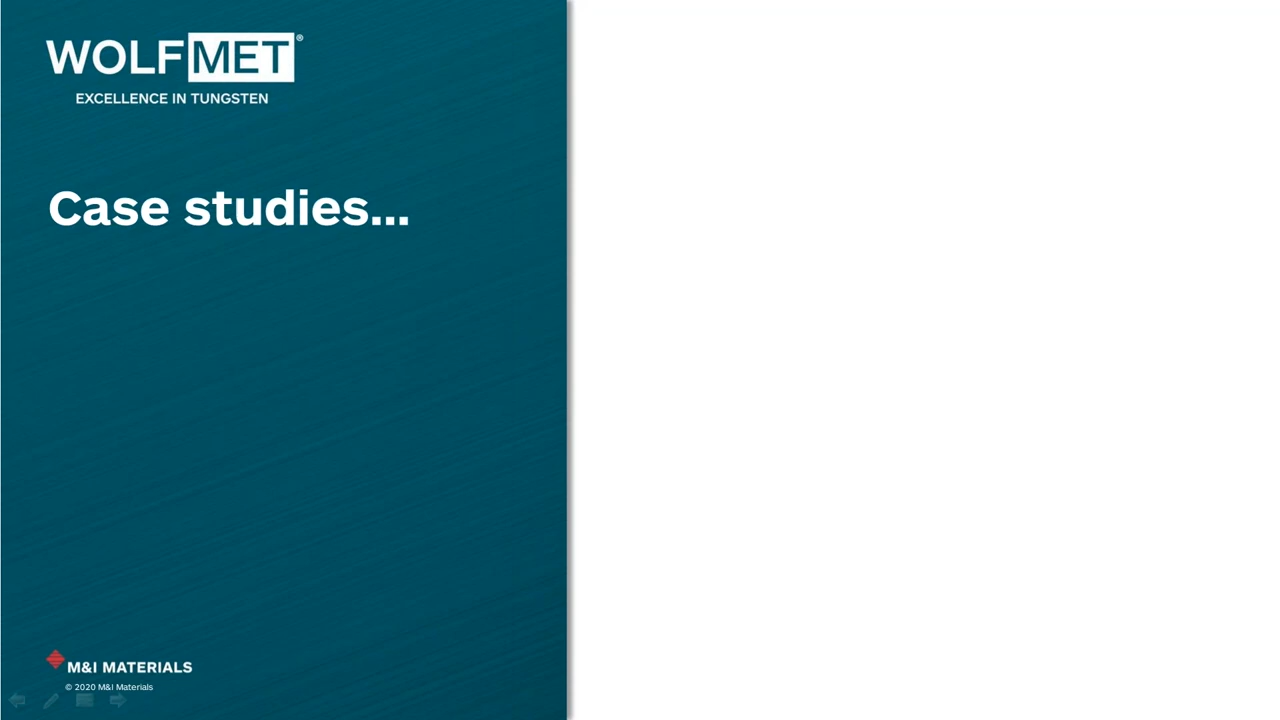 WOLFMET®
EXCELLENCE IN TUNGSTEN
Case studies...
M&I MATERIALS
© 2020 M&I Materials